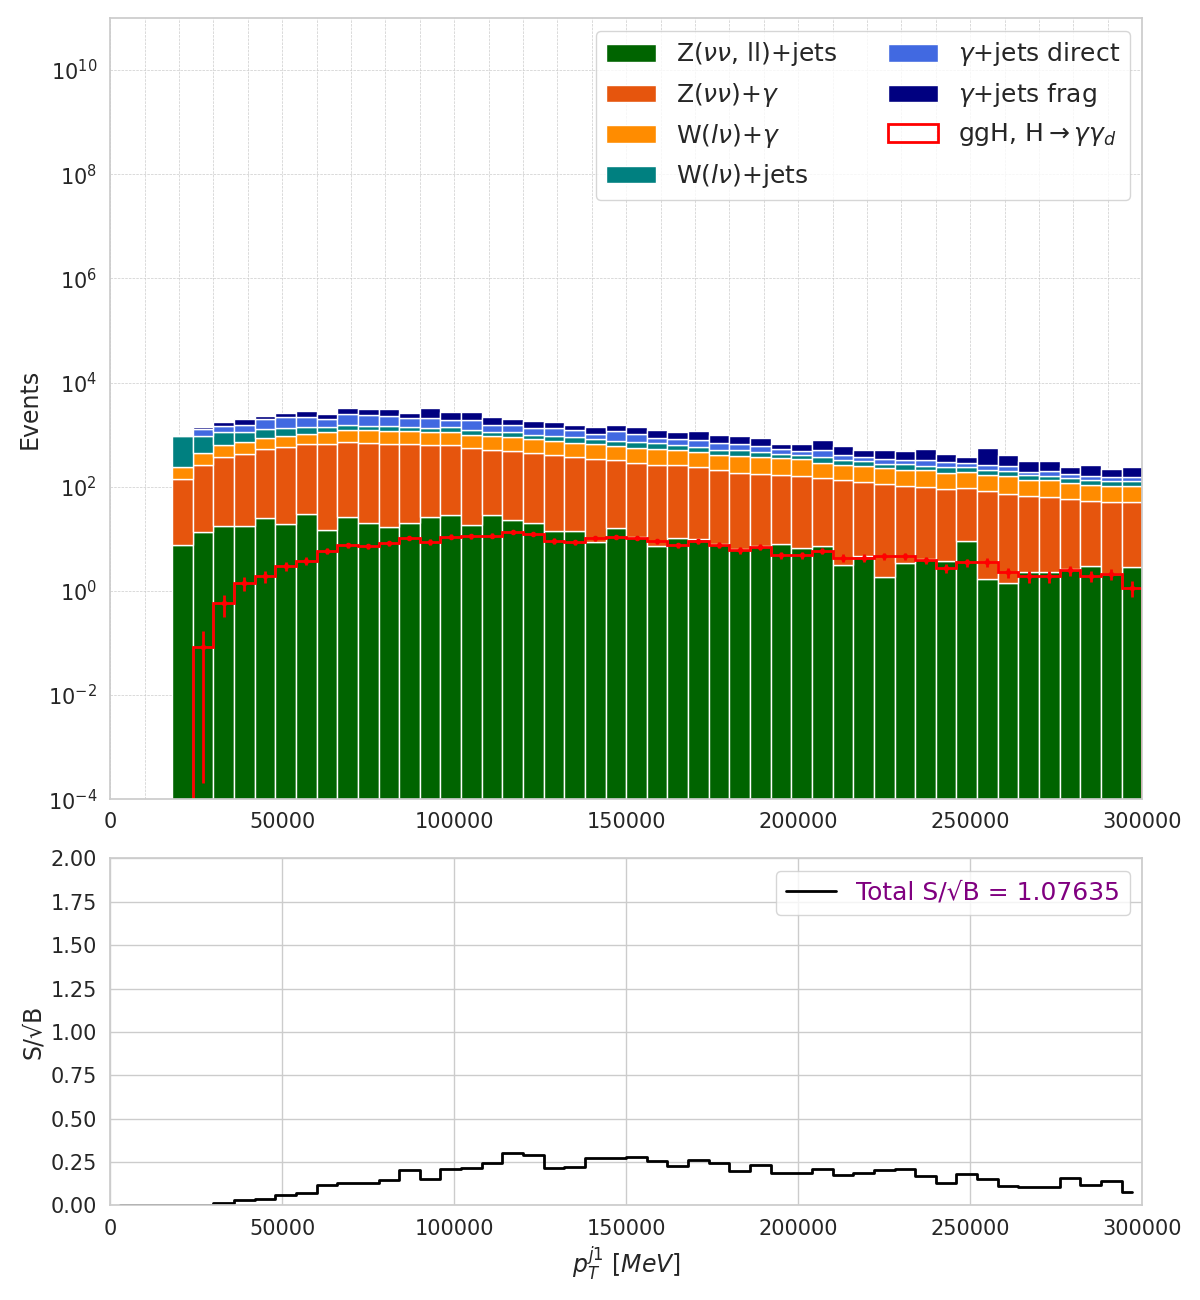 Z(νν, ll)+jets
Z(νν)+γ
W(lν)+γ
W(lν)+jets
γ+jets direct
γ+jets frag
ggH, H→γγ_d
Events
10^10
10^8
10^6
10^4
10^2
10^0
10^−2
10^−4
0 50000 100000 150000 200000 250000 300000
Total S/√B = 1.07635
S/√B
2.00
1.75
1.50
1.25
1.00
0.75
0.50
0.25
0.00
0 50000 100000 150000 200000 250000 300000
p_T^{j1} [MeV]